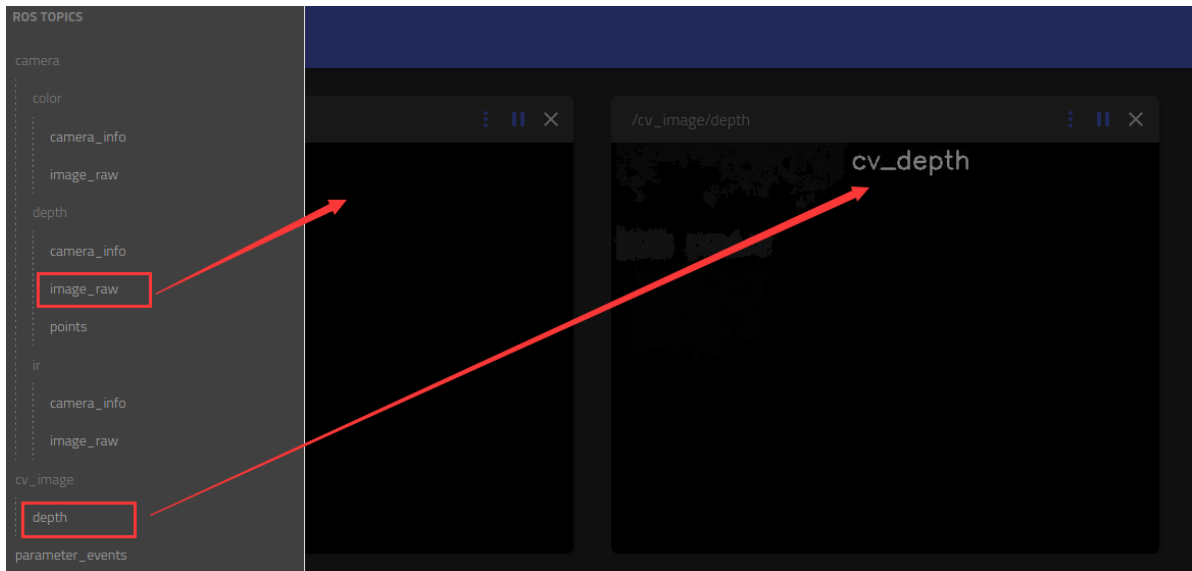 ROS TOPICS
camera
color
camera_info
image_raw
depth
camera_info
image_raw
points
ir
camera_info
image_raw
cv_image
depth
parameter_events
/cv_image/depth
cv_depth